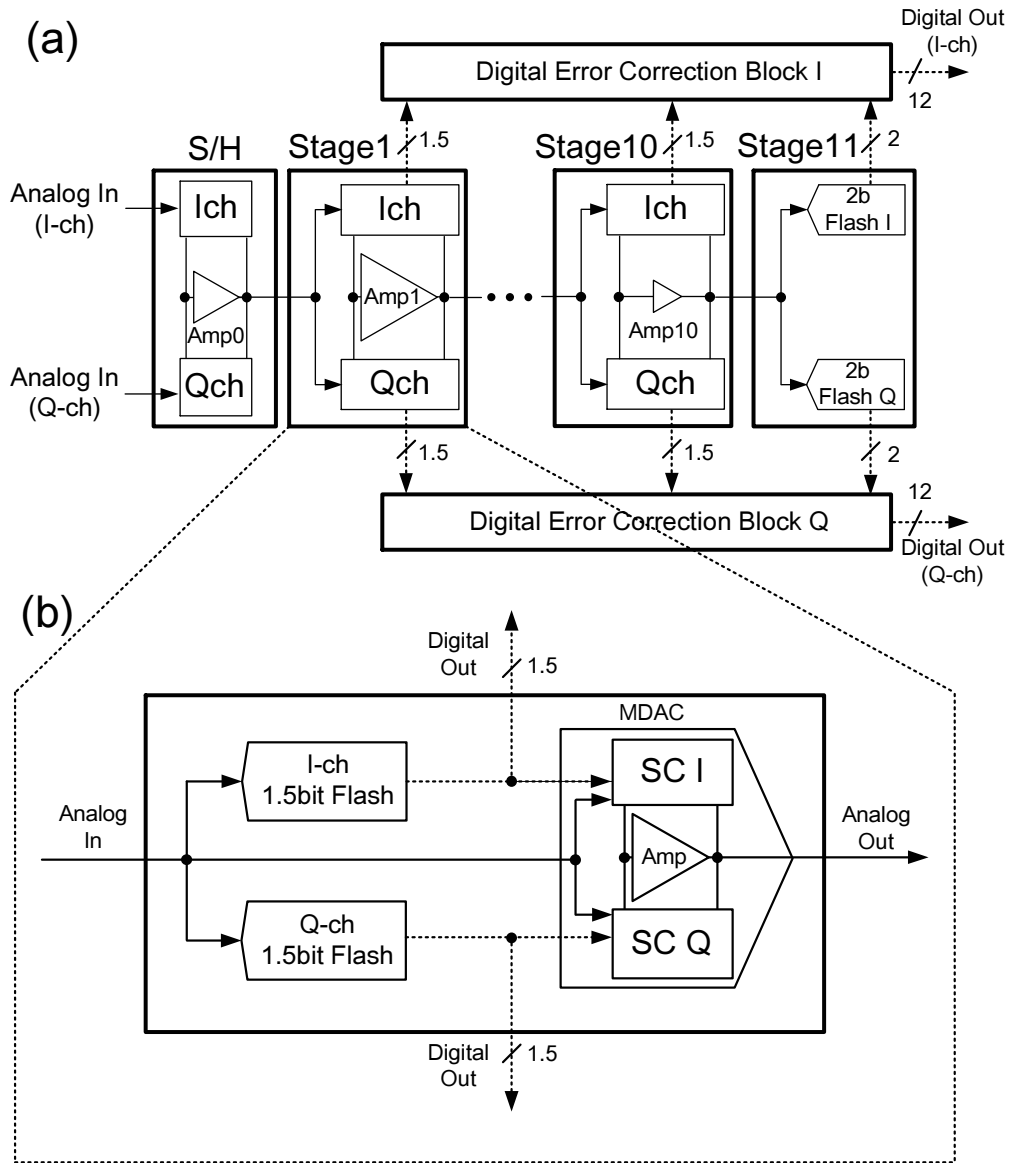 (a)
Digital Out
(I-ch)
Digital Error Correction Block I
12
S/H
Stage1
1.5
Stage10
1.5
Stage11
2
Analog In
(I-ch)
Ich
Ich
Ich
2b
Flash I
Amp0
Amp1
Amp10
Analog In
(Q-ch)
Qch
Qch
Qch
2b
Flash Q
1.5
1.5
2
12
Digital Error Correction Block Q
Digital Out
(Q-ch)
(b)
Digital
Out
1.5
MDAC
I-ch
1.5bit Flash
SC I
Analog
In
Amp
Analog
Out
Q-ch
1.5bit Flash
SC Q
Digital
Out
1.5